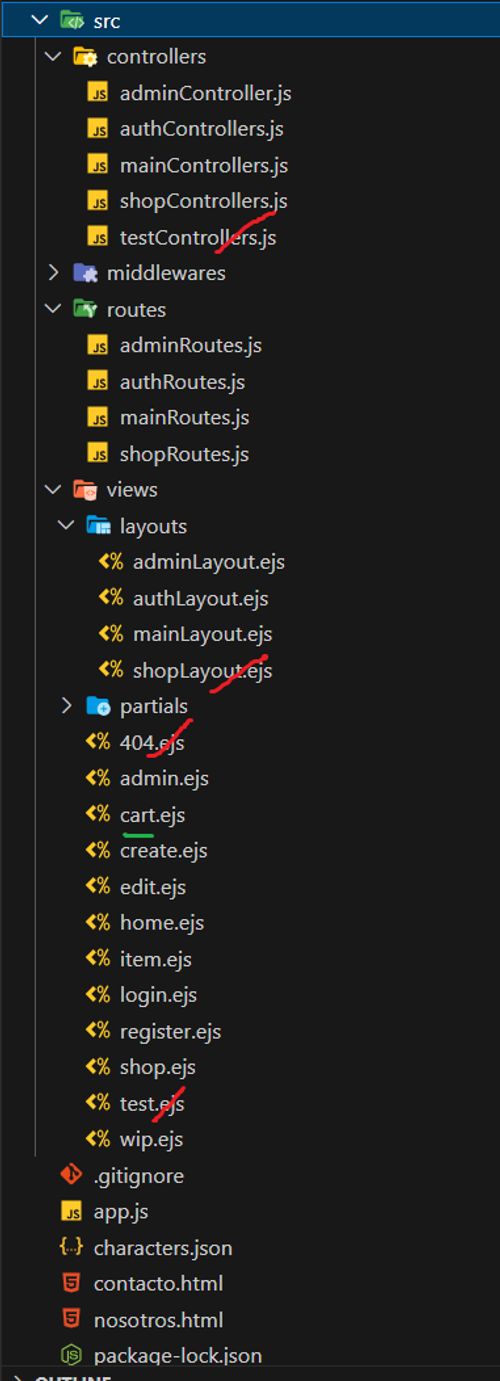 src
controllers
adminController.js
authControllers.js
mainControllers.js
shopControllers.js
testControllers.js
middlewares
routes
adminRoutes.js
authRoutes.js
mainRoutes.js
shopRoutes.js
views
layouts
adminLayout.ejs
authLayout.ejs
mainLayout.ejs
shopLayout.ejs
partials
404.ejs
admin.ejs
cart.ejs
create.ejs
edit.ejs
home.ejs
item.ejs
login.ejs
register.ejs
shop.ejs
test.ejs
wip.ejs
.gitignore
app.js
characters.json
contacto.html
nosotros.html
package-lock.json
OUTLINE